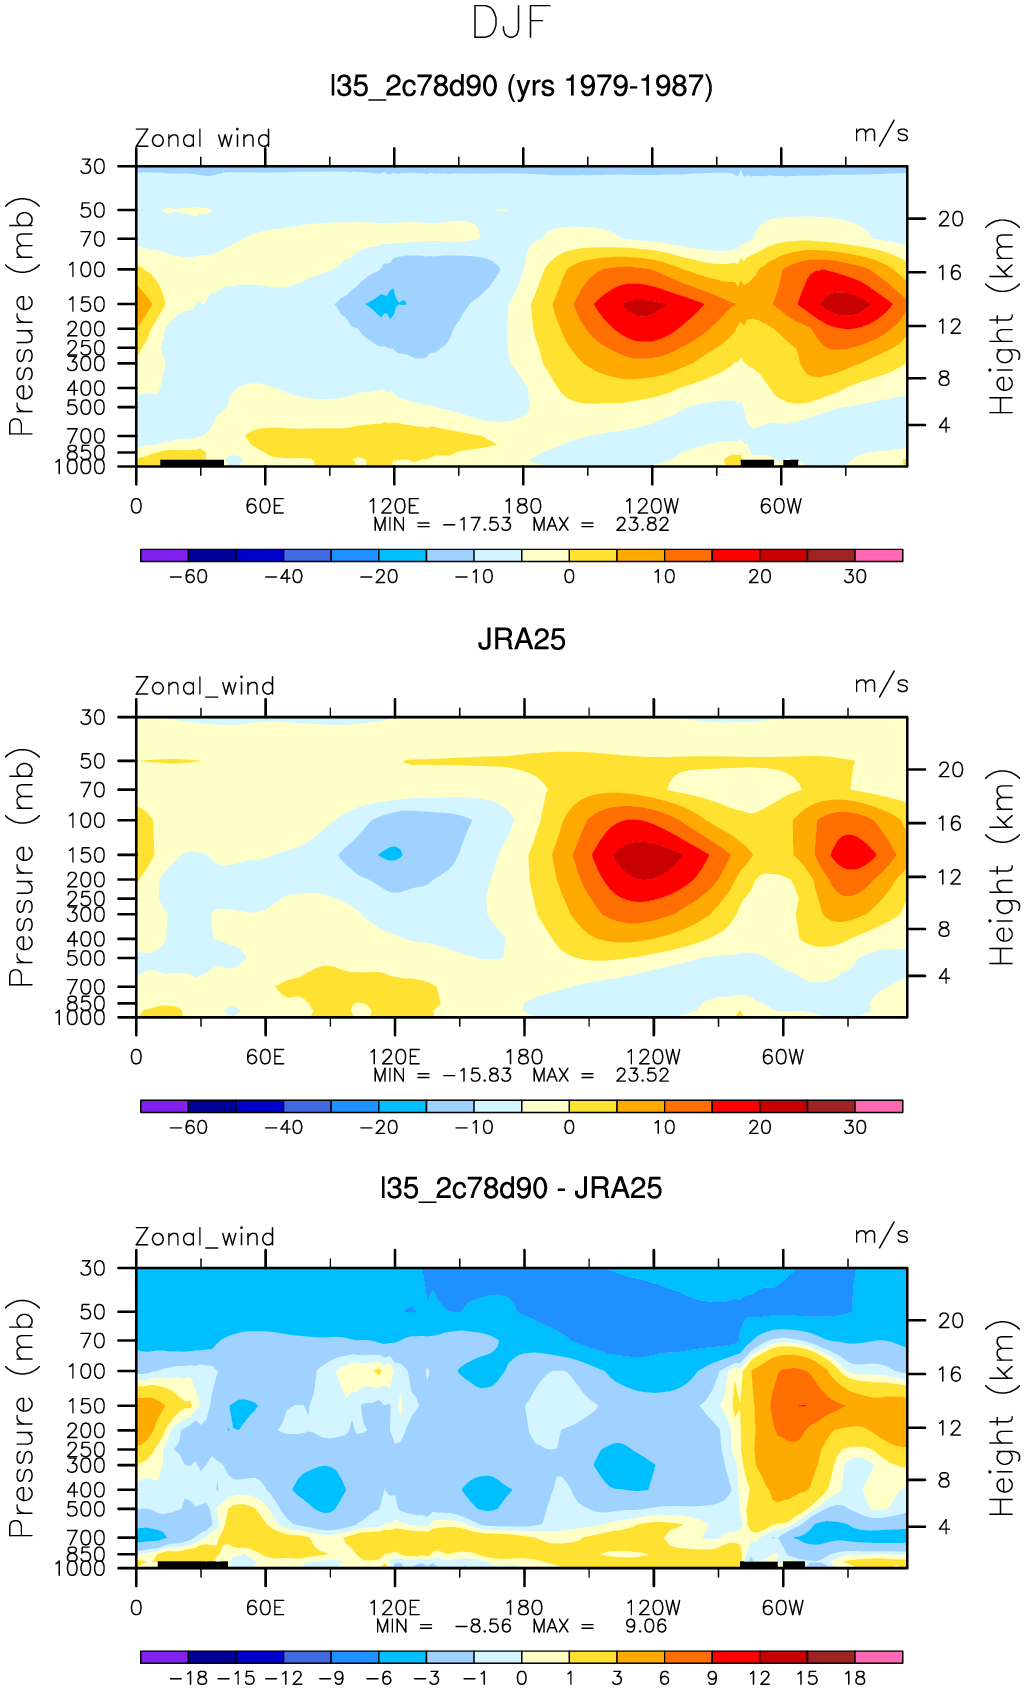 DJF
l35_2c78d90 (yrs 1979-1987)
Zonal wind m/s
30
50
70
100
150
200
250
300
400
500
700
850
1000
Pressure (mb)
20
16
12
8
4
Height (km)
0 60E 120E 180 120W 60W
MIN = -17.53 MAX = 23.82
-60 -40 -20 -10 0 10 20 30
JRA25
Zonal_wind m/s
30
50
70
100
150
200
250
300
400
500
700
850
1000
Pressure (mb)
20
16
12
8
4
Height (km)
0 60E 120E 180 120W 60W
MIN = -15.83 MAX = 23.52
-60 -40 -20 -10 0 10 20 30
l35_2c78d90 - JRA25
Zonal_wind m/s
30
50
70
100
150
200
250
300
400
500
700
850
1000
Pressure (mb)
20
16
12
8
4
Height (km)
0 60E 120E 180 120W 60W
MIN = -8.56 MAX = 9.06
-18 -15 -12 -9 -6 -3 -1 0 1 3 6 9 12 15 18